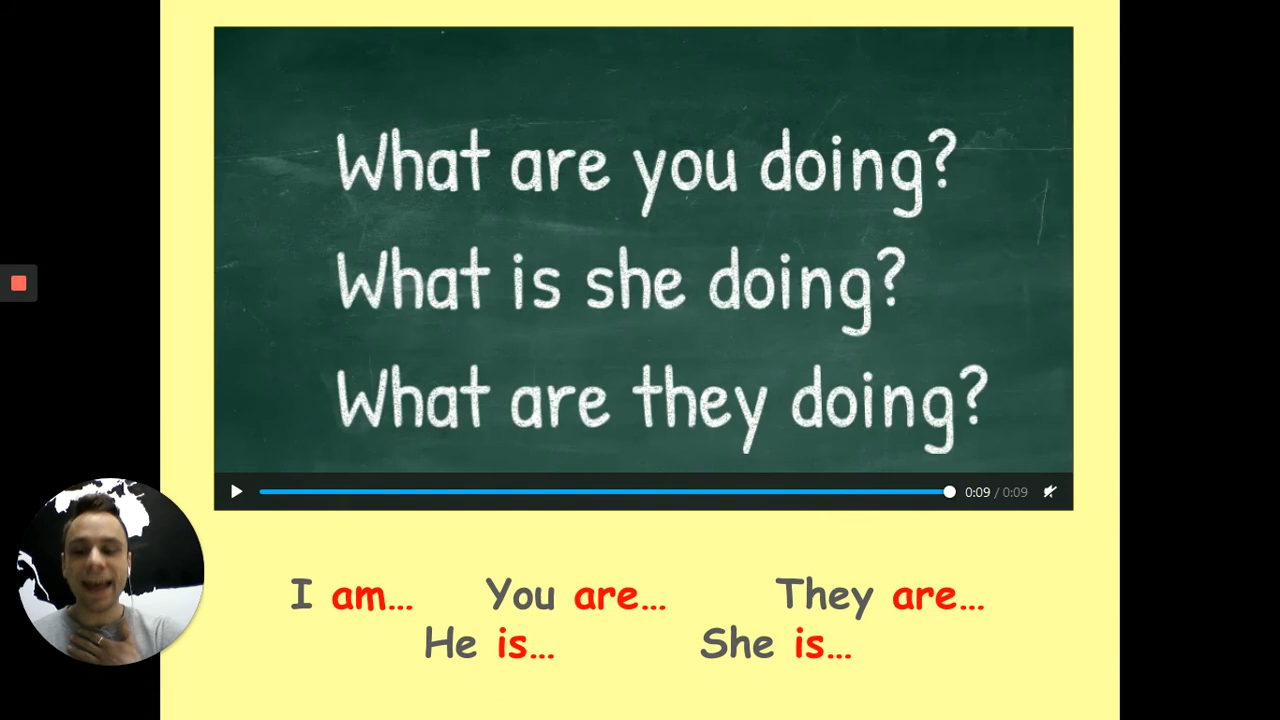 What are you doing?
What is she doing?
What are they doing?
0:09 / 0:09
I am... You are... They are...
He is... She is...